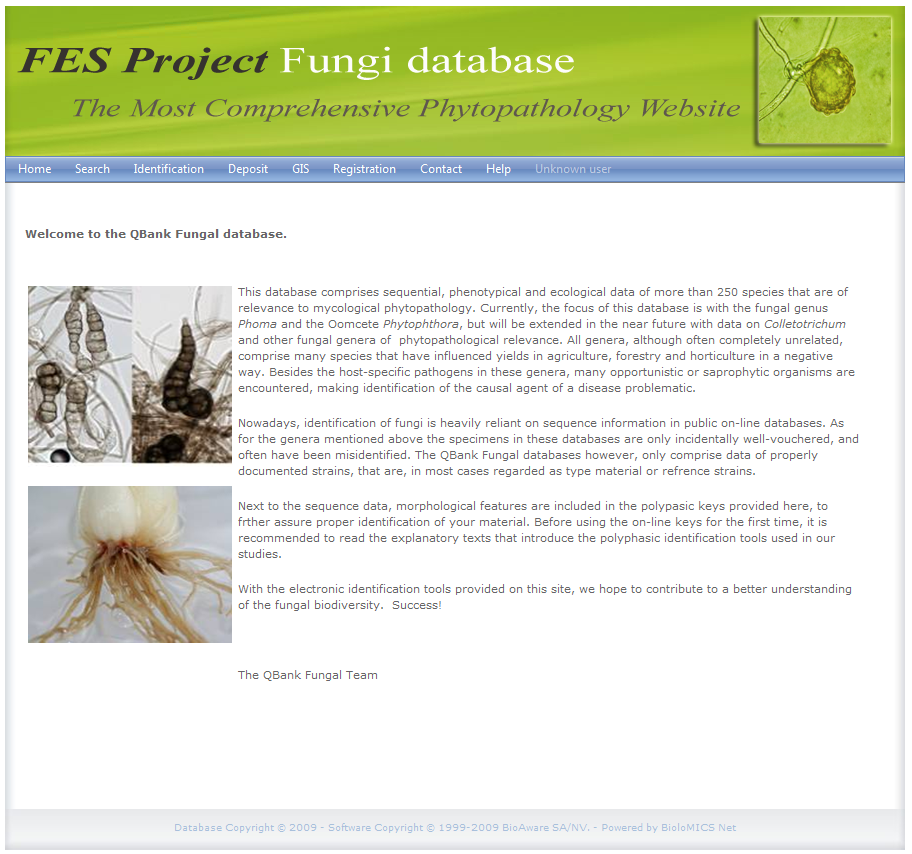 FES Project Fungi database
The Most Comprehensive Phytopathology Website
Home Search Identification Deposit GIS Registration Contact Help Unknown user
Welcome to the QBank Fungal database.
This database comprises sequential, phenotypical and ecological data of more than 250 species that are of
relevance to mycological phytopathology. Currently, the focus of this database is with the fungal genus
Phoma and the Oomcete Phytophthora, but will be extended in the near future with data on Colletotrichum
and other fungal genera of  phytopathological relevance. All genera, although often completely unrelated,
comprise many species that have influenced yields in agriculture, forestry and horticulture in a negative
way. Besides the host-specific pathogens in these genera, many opportunistic or saprophytic organisms are
encountered, making identification of the causal agent of a disease problematic.
Nowadays, identification of fungi is heavily reliant on sequence information in public on-line databases. As
for the genera mentioned above the specimens in these databases are only incidentally well-vouchered, and
often have been misidentified. The QBank Fungal databases however, only comprise data of properly
documented strains, that are, in most cases regarded as type material or refrence strains.
Next to the sequence data, morphological features are included in the polypasic keys provided here, to
frther assure proper identification of your material. Before using the on-line keys for the first time, it is
recommended to read the explanatory texts that introduce the polyphasic identification tools used in our
studies.
With the electronic identification tools provided on this site, we hope to contribute to a better understanding
of the fungal biodiversity.  Success!
The QBank Fungal Team
Database Copyright © 2009 - Software Copyright © 1999-2009 BioAware SA/NV. - Powered by BioloMICS Net